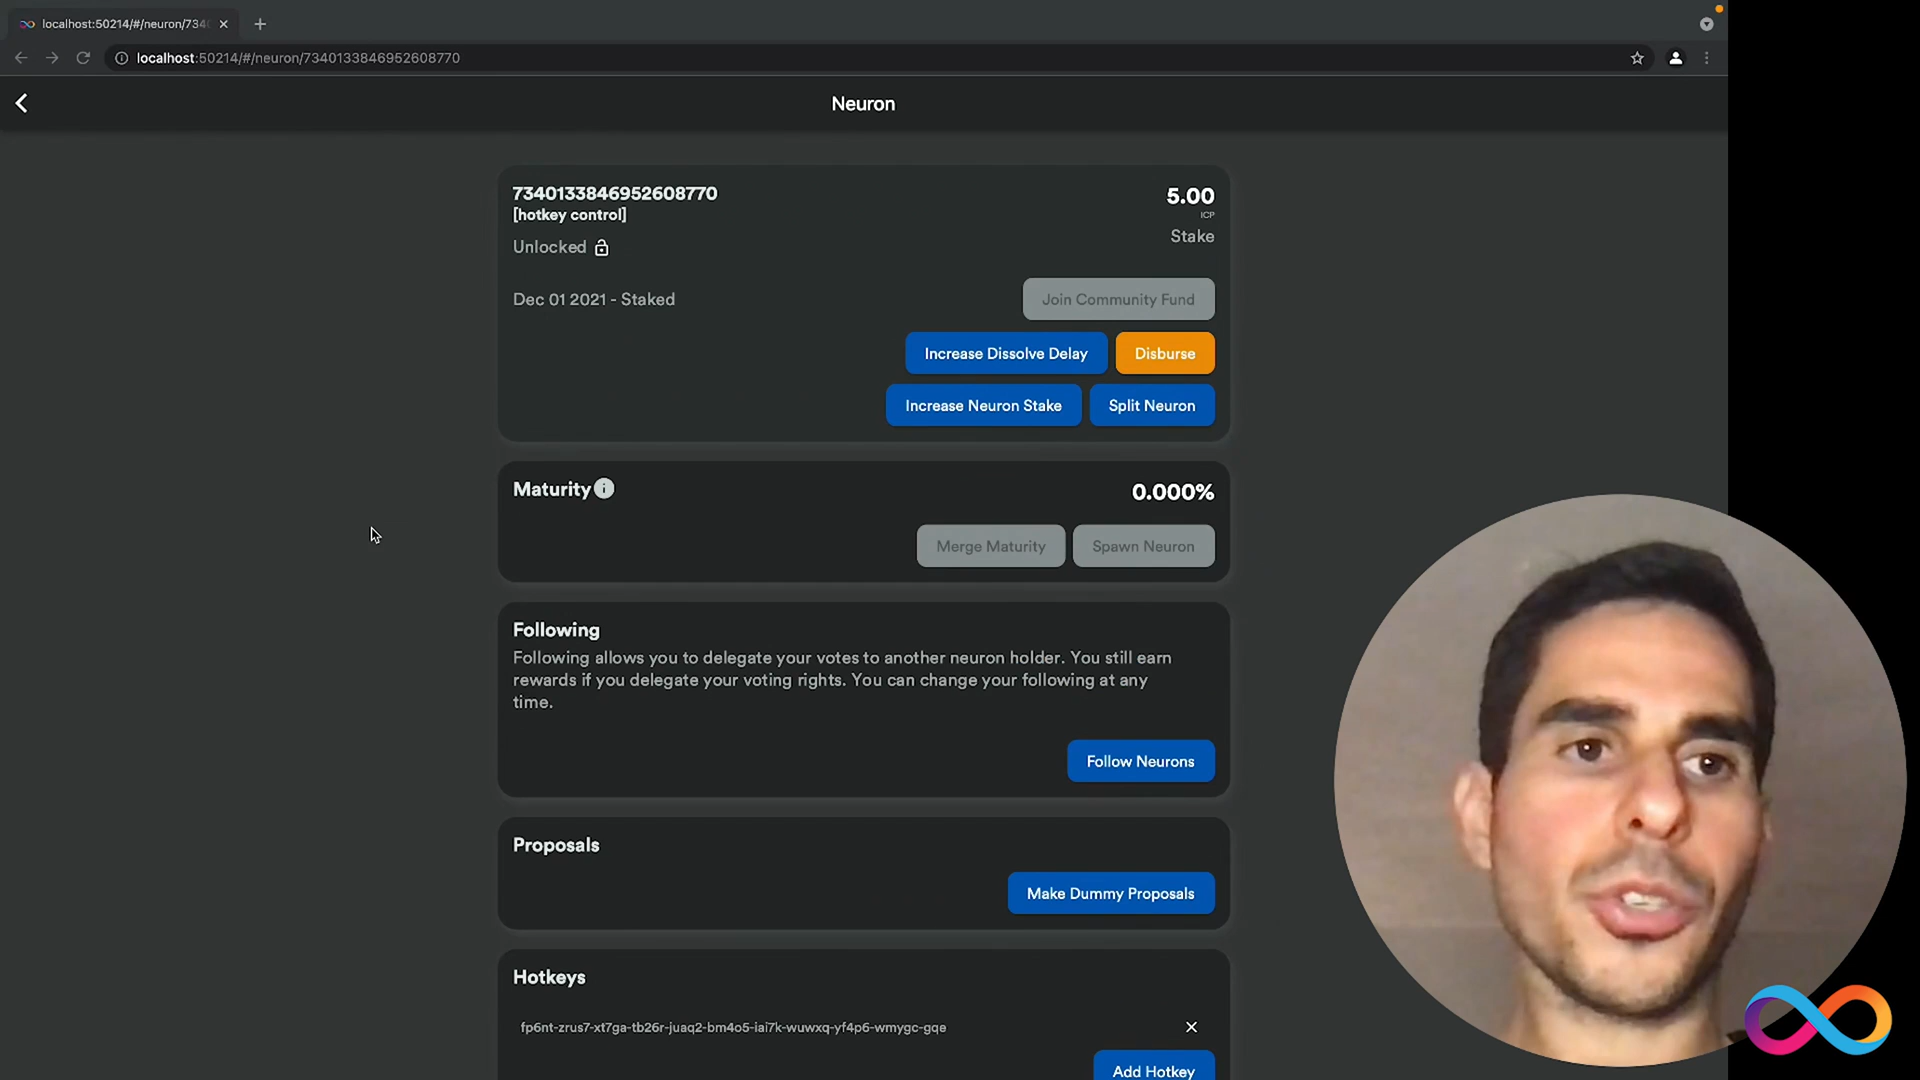 localhost:50214/#/neuron/734
localhost:50214/#/neuron/7340133846952608770
Neuron
7340133846952608770
[hotkey control]
Unlocked
5.00
ICP
Stake
Dec 01 2021 - Staked
Join Community Fund
Increase Dissolve Delay
Disburse
Increase Neuron Stake
Split Neuron
Maturity
0.000%
Merge Maturity
Spawn Neuron
Following
Following allows you to delegate your votes to another neuron holder. You still earn
rewards if you delegate your voting rights. You can change your following at any
time.
Follow Neurons
Proposals
Make Dummy Proposals
Hotkeys
fp6nt-zrus7-xt7ga-tb26r-juaq2-bm4o5-iai7k-wuwxq-yf4p6-wmygc-gqe
Add Hotkey